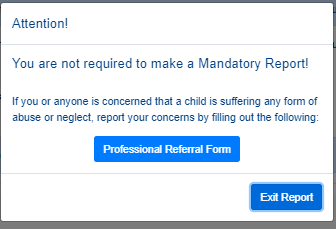 Attention!
You are not required to make a Mandatory Report!
If you or anyone is concerned that a child is suffering any form of
abuse or neglect, report your concerns by filling out the following:
Professional Referral Form
Exit Report